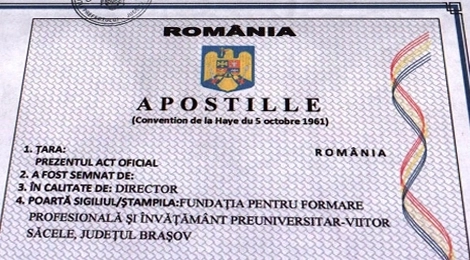 ROMÂNIA
APOSTILLE
(Convention de la Haye du 5 octobre 1961)
1. ȚARA: ROMÂNIA
PREZENTUL ACT OFICIAL
2. A FOST SEMNAT DE:
3. ÎN CALITATE DE: DIRECTOR
4. POARTĂ SIGILIUL/ȘTAMPILA:FUNDAȚIA PENTRU FORMARE
PROFESIONALĂ ȘI ÎNVĂȚĂMÂNT PREUNIVERSITAR-VIITOR
SĂCELE, JUDEȚUL BRAȘOV